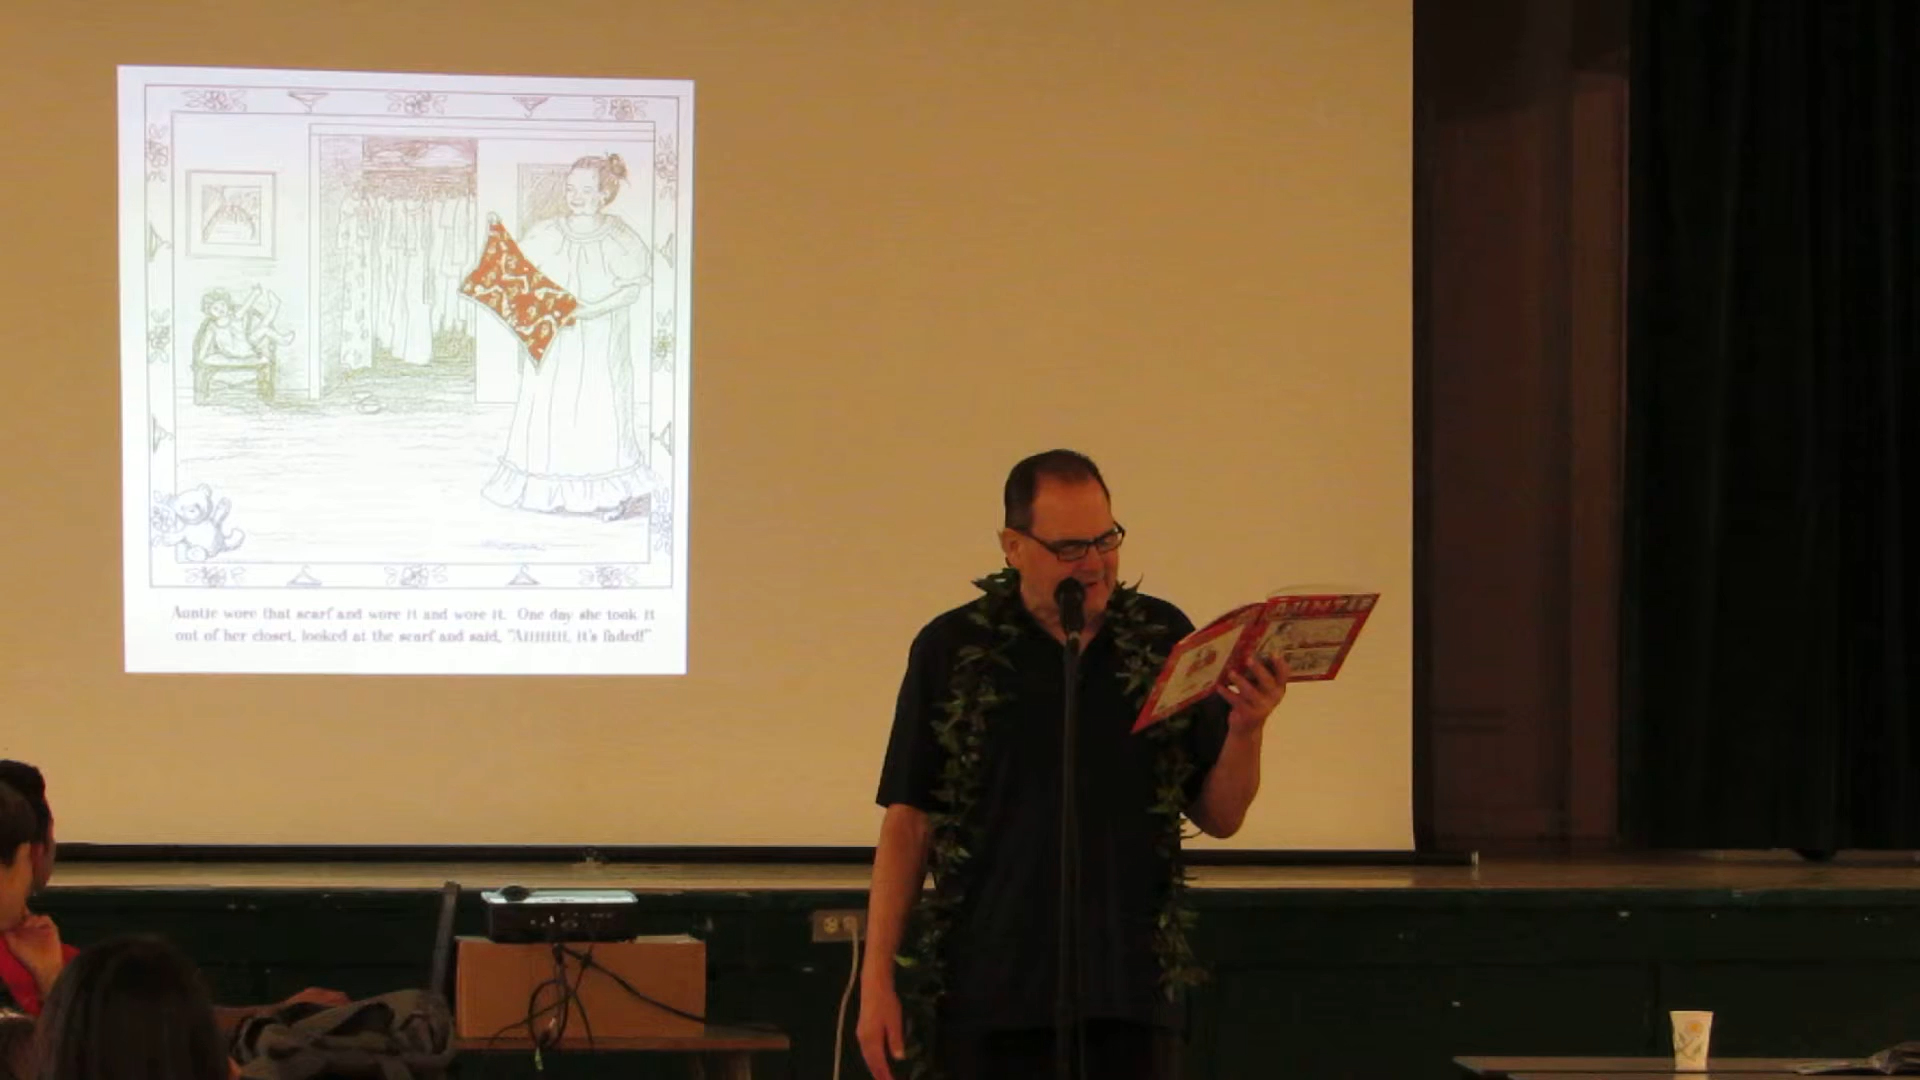 Auntie wore that scarf and wore it and wore it. One day she took it
out of her closet, looked at the scarf and said, "Aiiiiiii, it's faded!"
AUNTIE